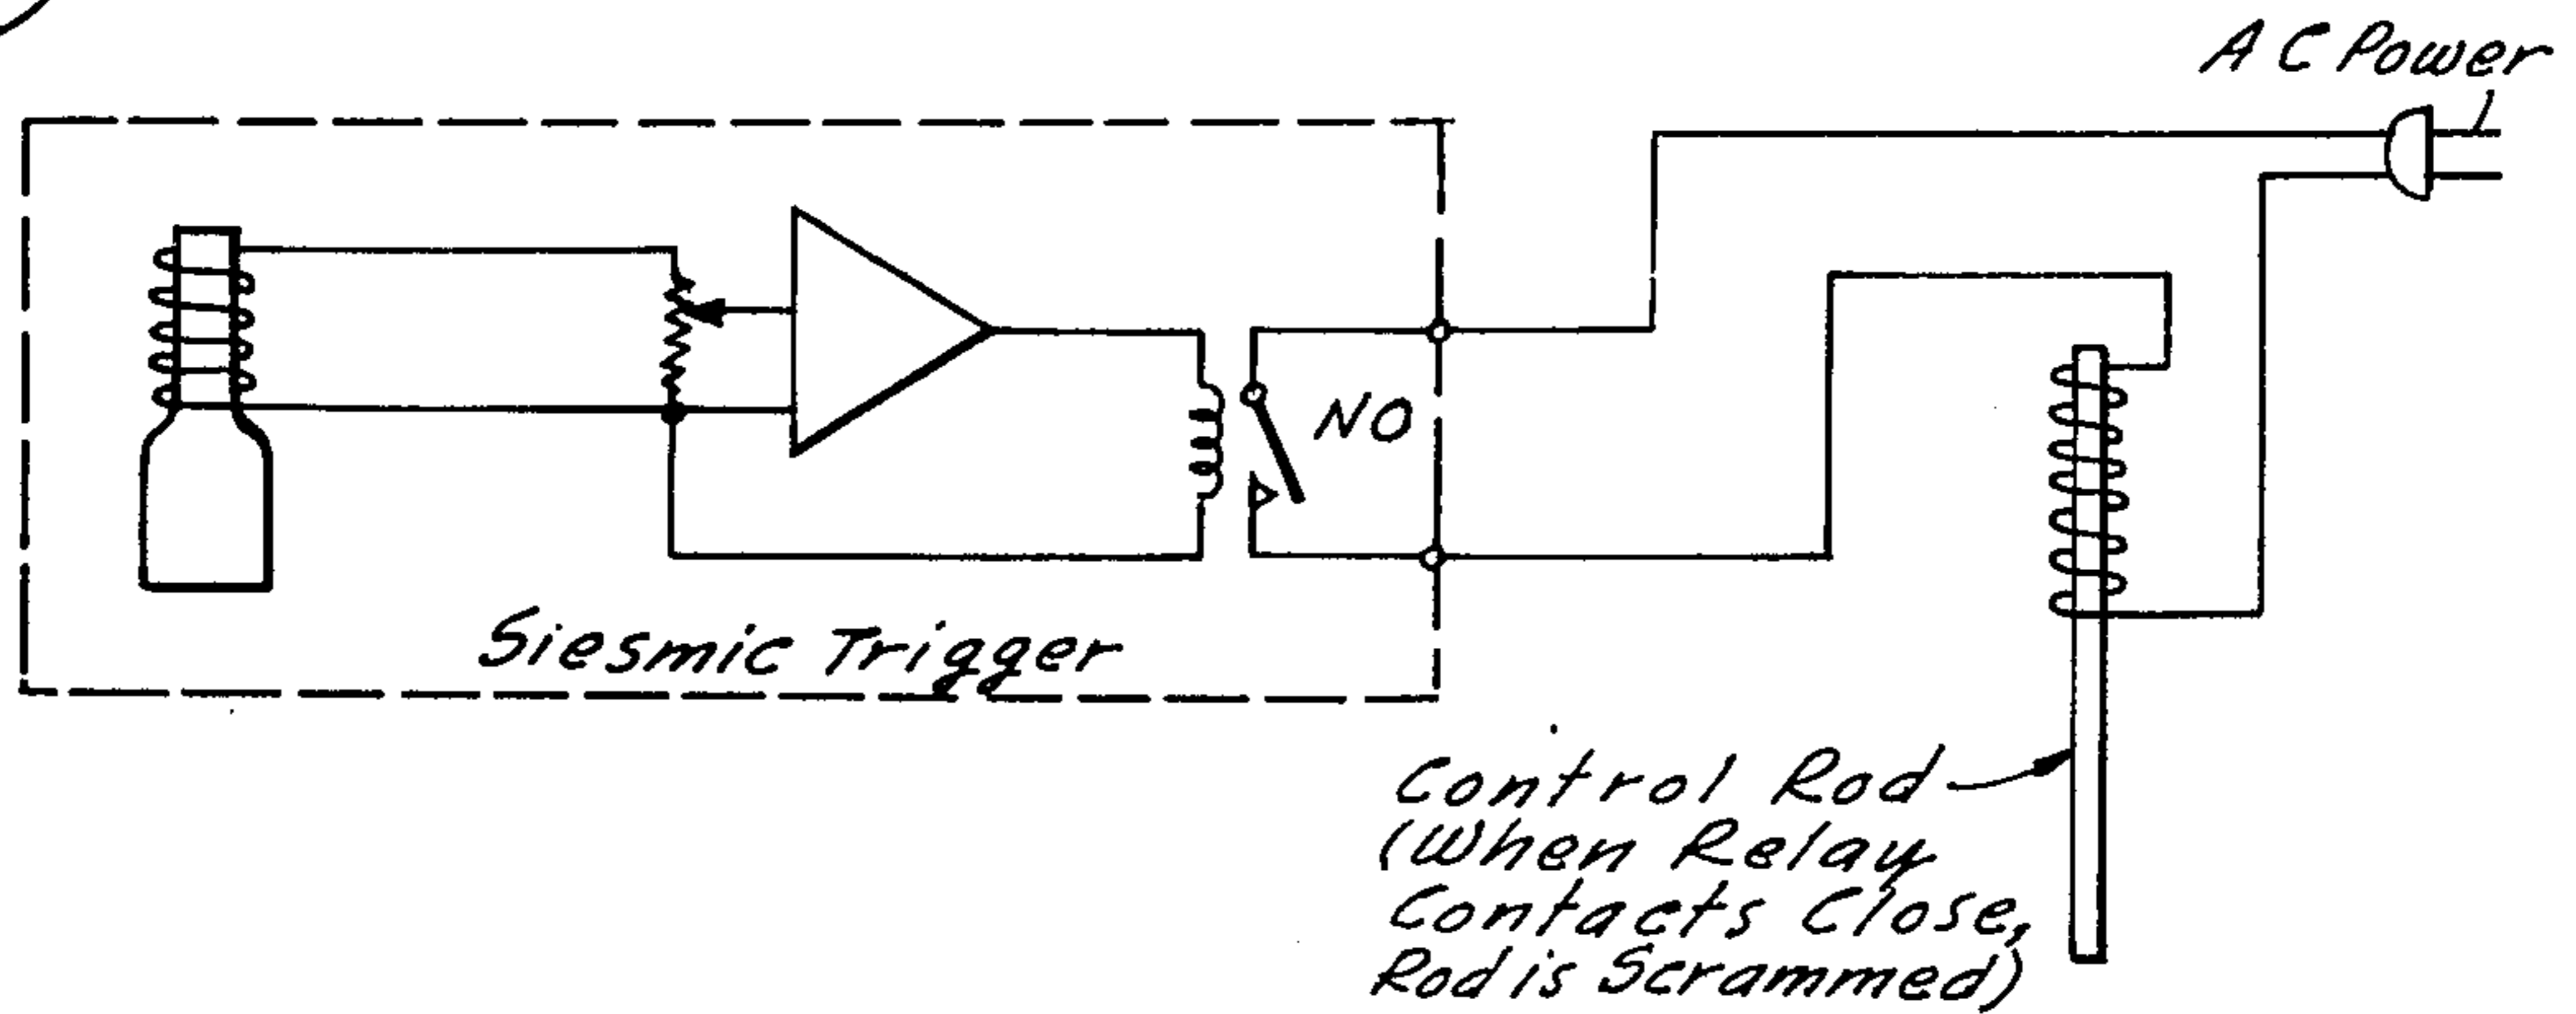 A C Power
NO
Siesmic Trigger
Control Rod
(When Relay
Contacts Close,
Rod is Scrammed)